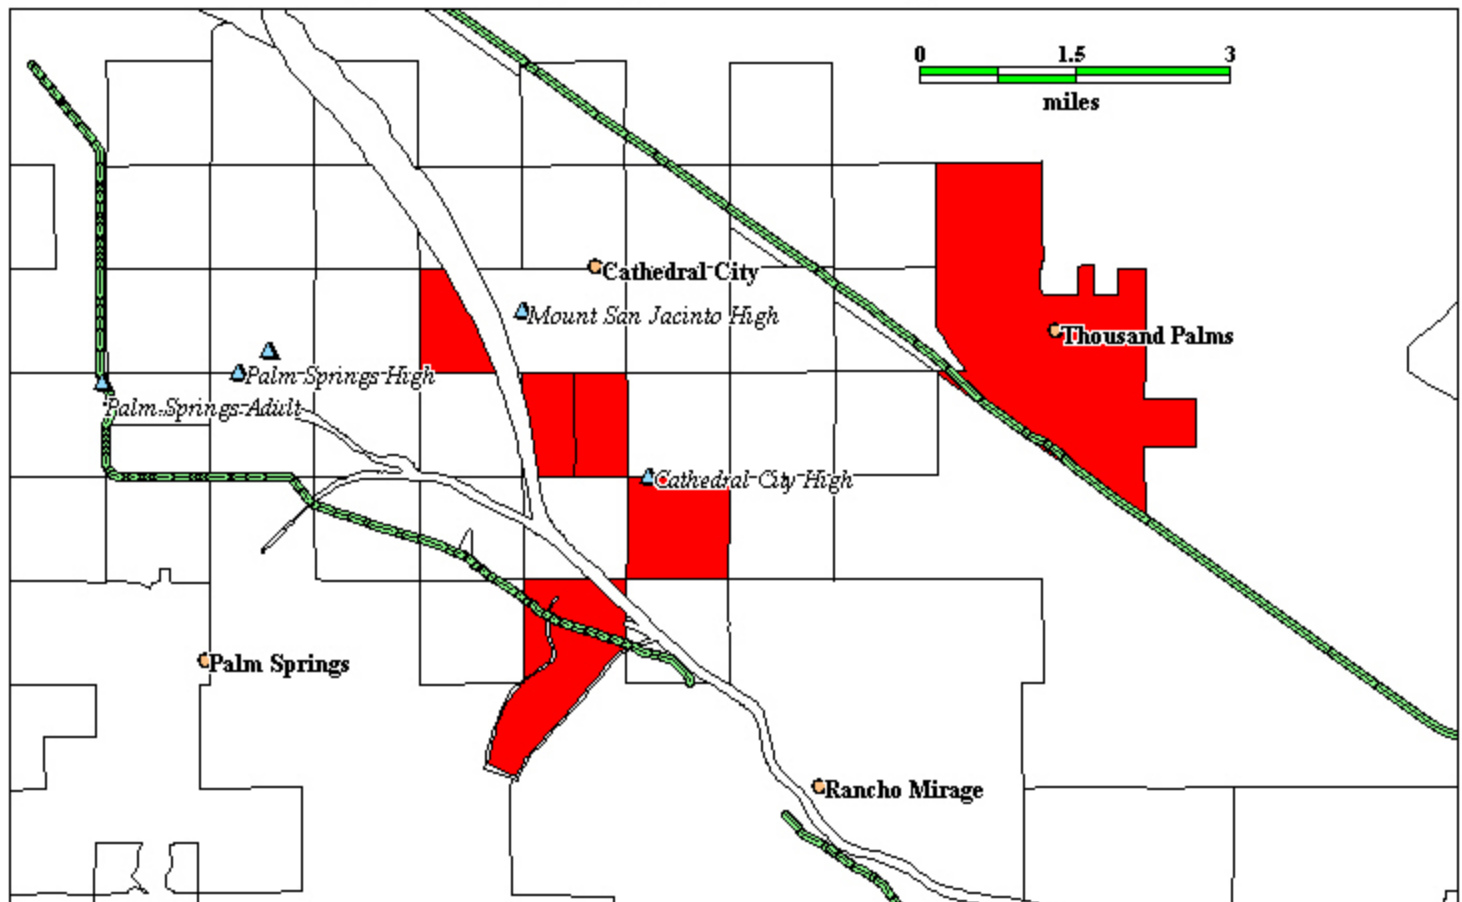 0 1.5 3
miles
Cathedral City
Mount San Jacinto High
Thousand Palms
Palm Springs High
Palm Springs Adult
Cathedral City High
Palm Springs
Rancho Mirage